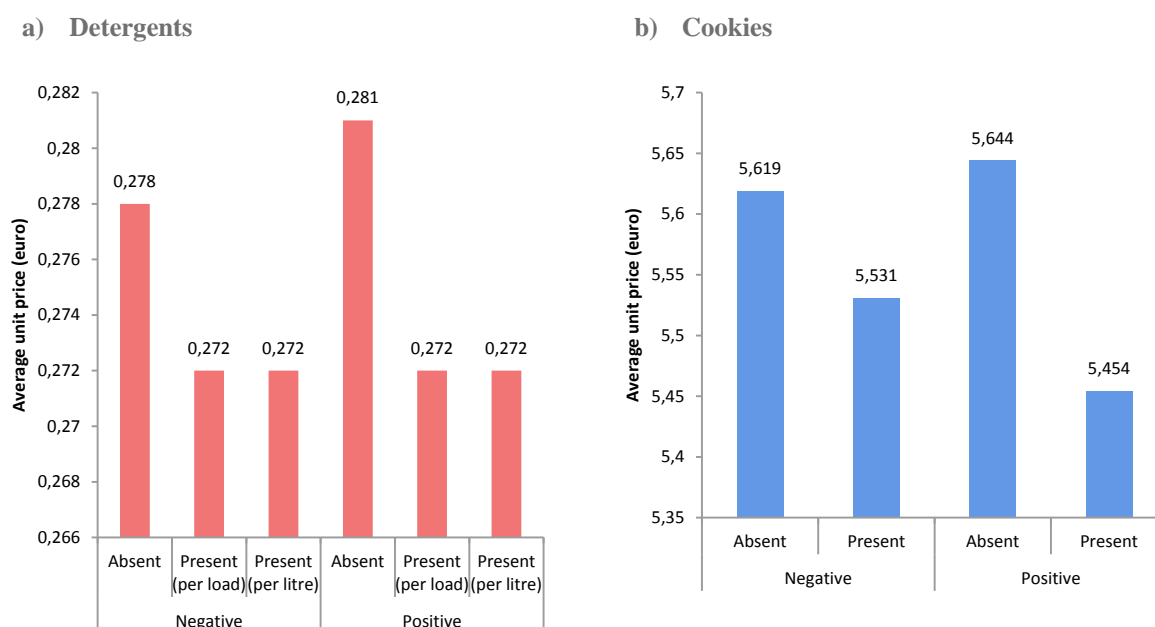 a) Detergents
0,282
0,28
0,278
0,276
0,274
0,272
0,27
0,268
0,266
Average unit price (euro)
0,278
0,272
0,272
0,281
0,272
0,272
Absent
Present
(per load)
Present
(per litre)
Absent
Present
(per load)
Present
(per litre)
Negative
Positive
b) Cookies
5,7
5,65
5,6
5,55
5,5
5,45
5,4
5,35
Average unit price (euro)
5,619
5,531
5,644
5,454
Absent
Present
Absent
Present
Negative
Positive